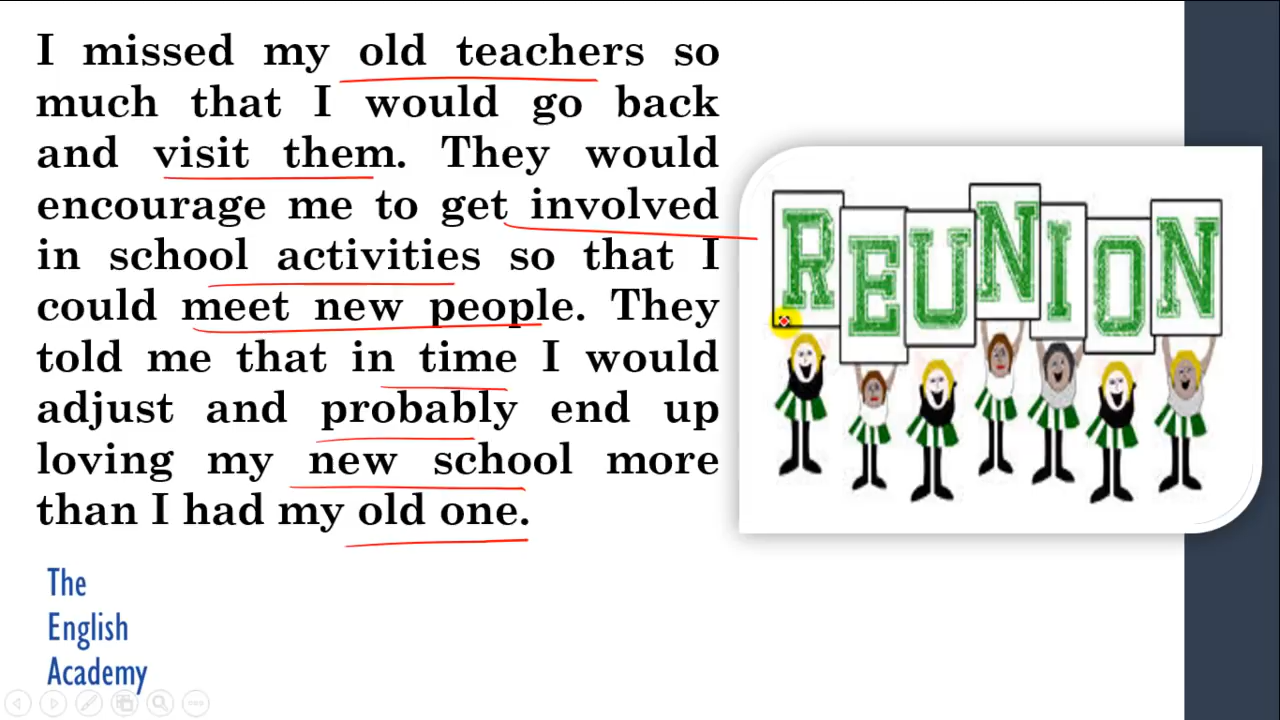 I missed my old teachers so
much that I would go back
and visit them. They would
encourage me to get involved
in school activities so that I
could meet new people. They
told me that in time I would
adjust and probably end up
loving my new school more
than I had my old one.
REUNION
The
English
Academy